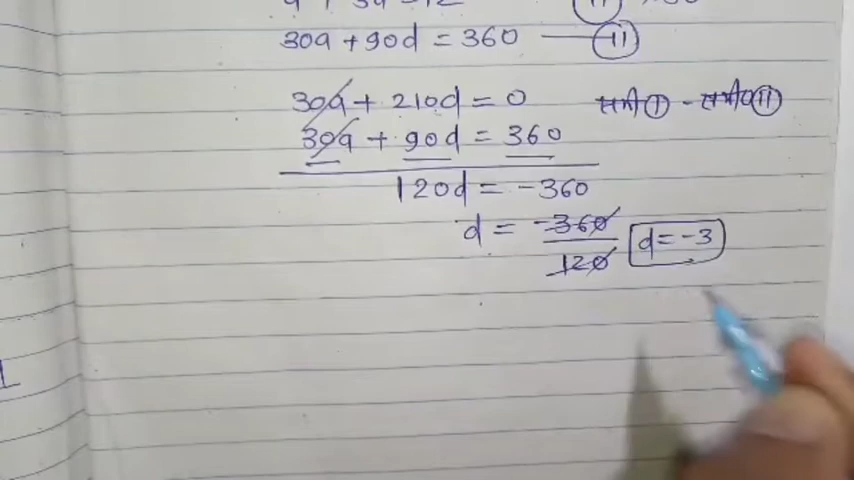 30a + 90d = 360 — (II)
30a + 210d = 0 समी (I) - समी (II)
30a + 90d = 360
120d = -360
d = -360/120 d = -3